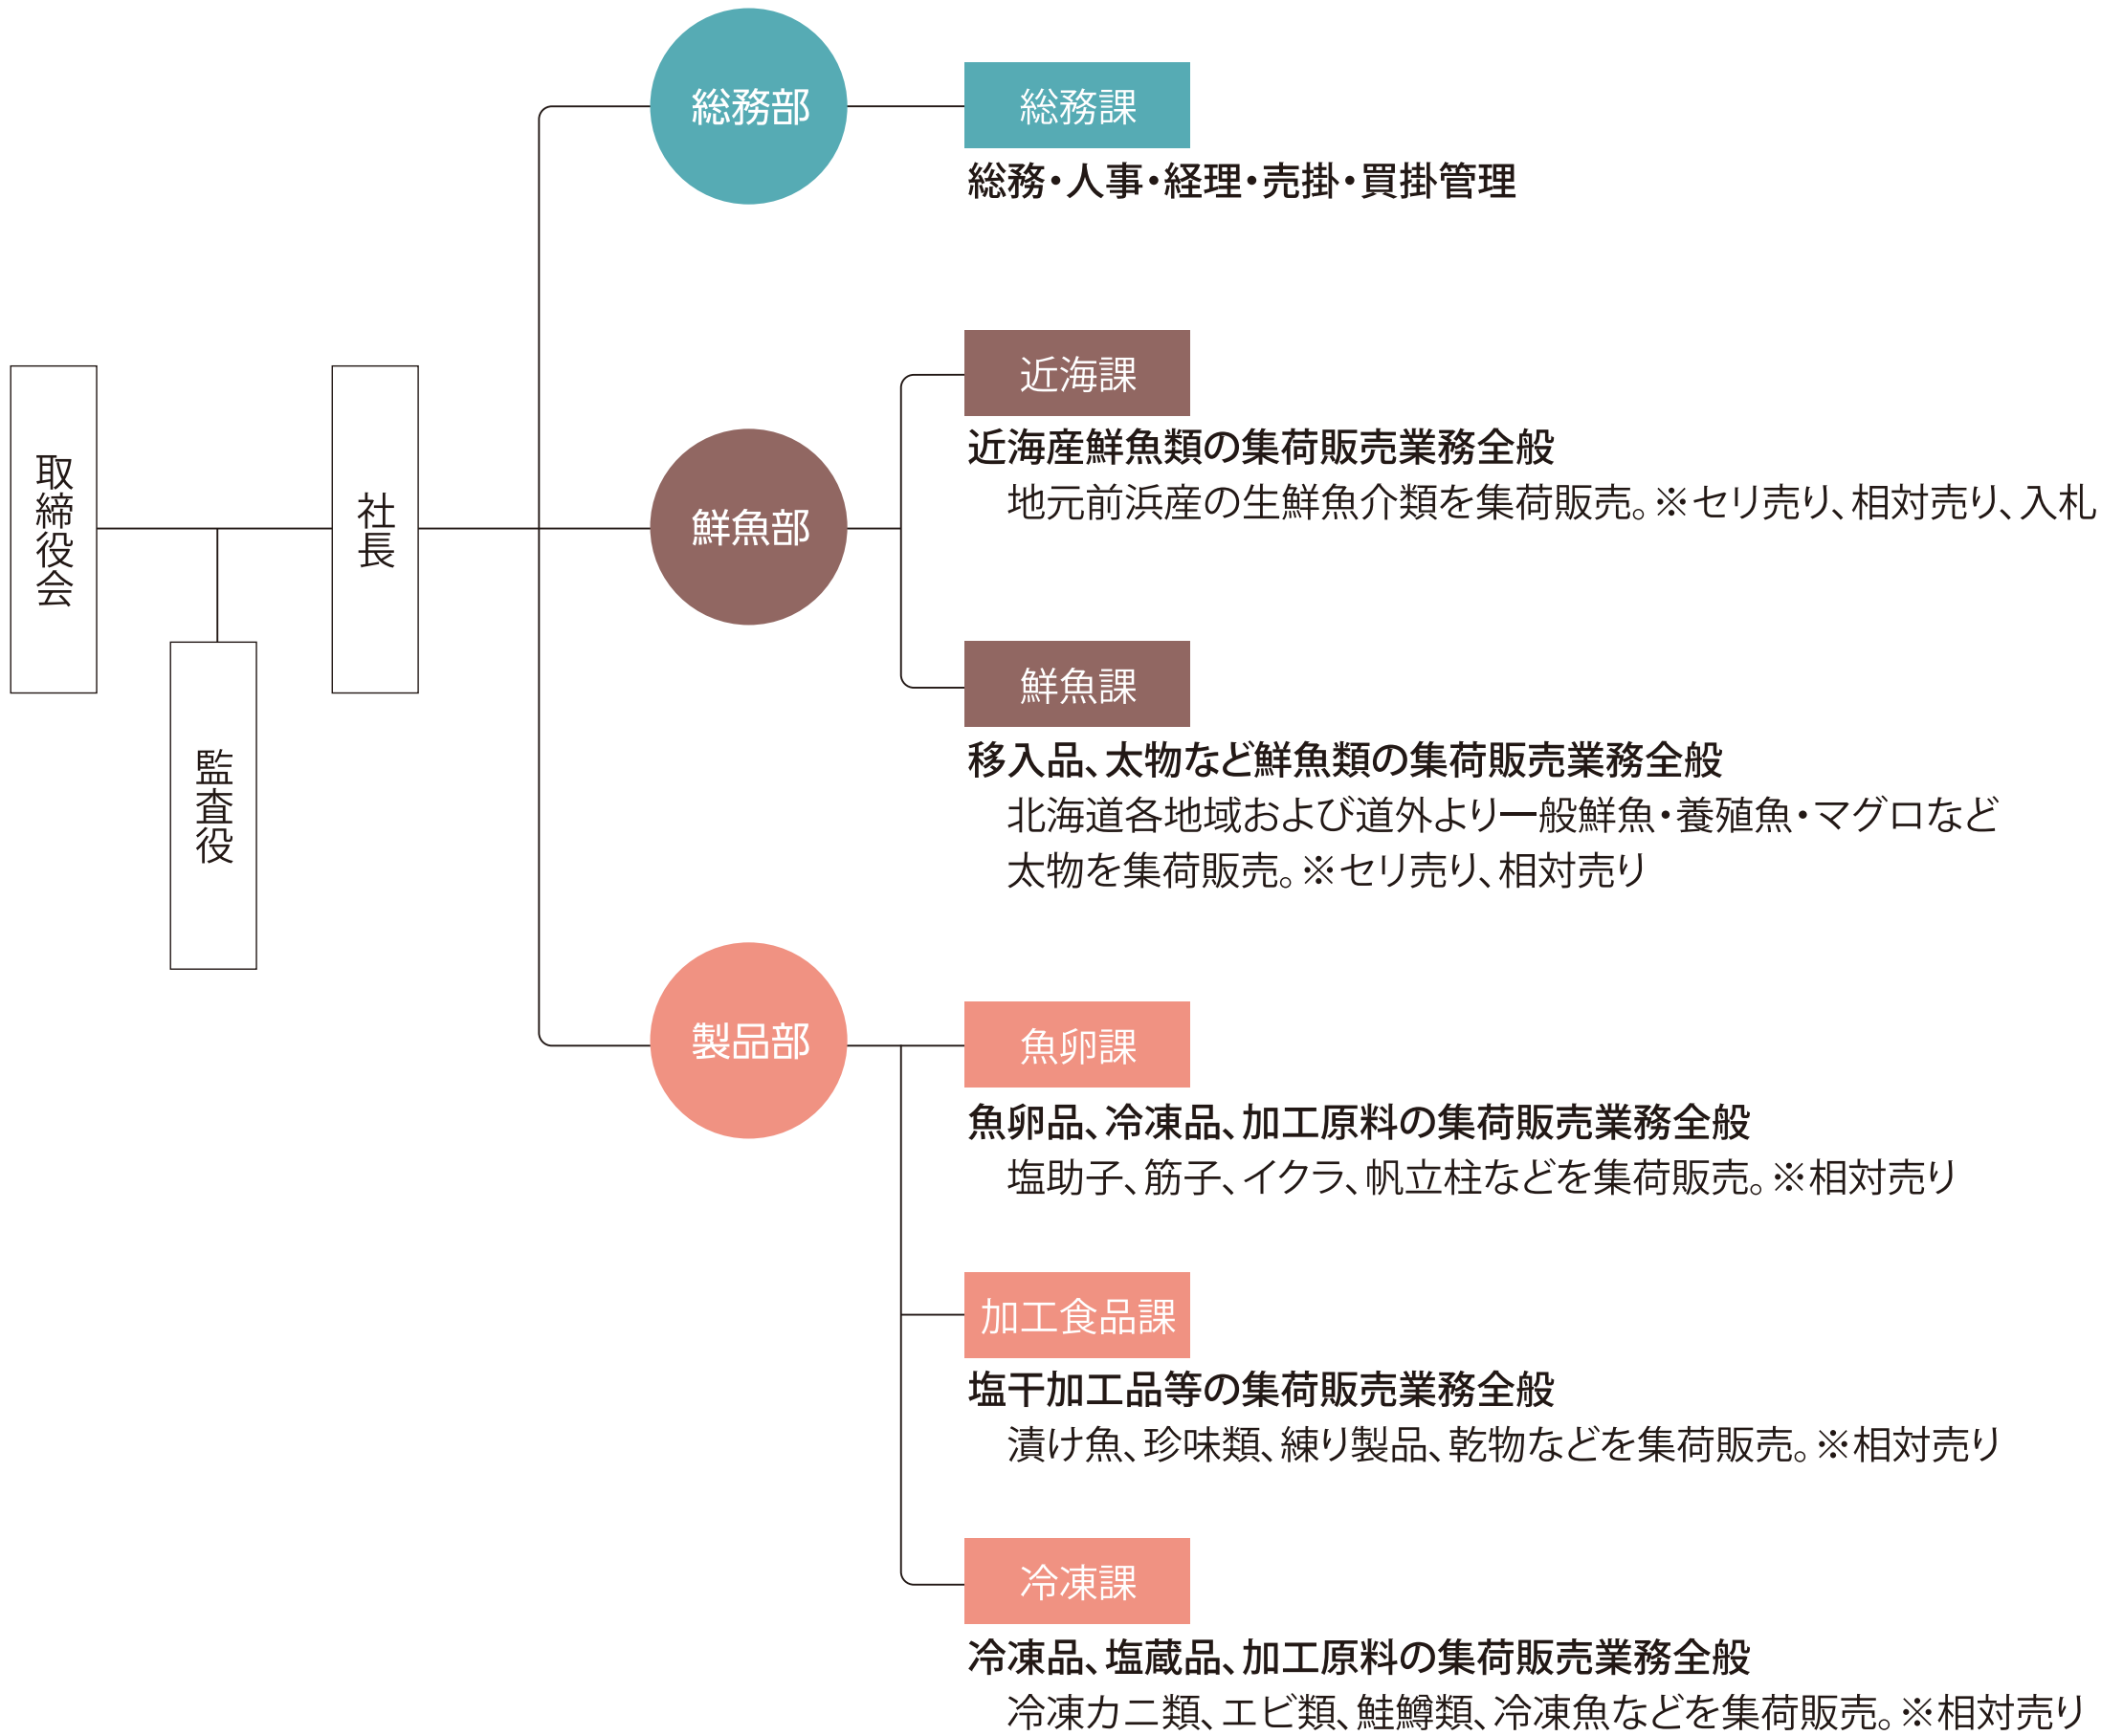 取締役会
監査役
社長
総務部
総務課
総務・人事・経理・売掛・買掛管理
鮮魚部
近海課
近海産鮮魚類の集荷販売業務全般
地元前浜産の生鮮魚介類を集荷販売。※セリ売り、相対売り、入札
鮮魚課
移入品、太物など鮮魚類の集荷販売業務全般
北海道各地域および道外より一般鮮魚・養殖魚・マグロなど
太物を集荷販売。※セリ売り、相対売り
製品部
魚卵課
魚卵品、冷凍品、加工原料の集荷販売業務全般
塩助子、筋子、イクラ、帆立柱などを集荷販売。※相対売り
加工食品課
塩干加工品等の集荷販売業務全般
漬け魚、珍味類、練り製品、乾物などを集荷販売。※相対売り
冷凍課
冷凍品、塩蔵品、加工原料の集荷販売業務全般
冷凍カニ類、エビ類、鮭鱒類、冷凍魚などを集荷販売。※相対売り